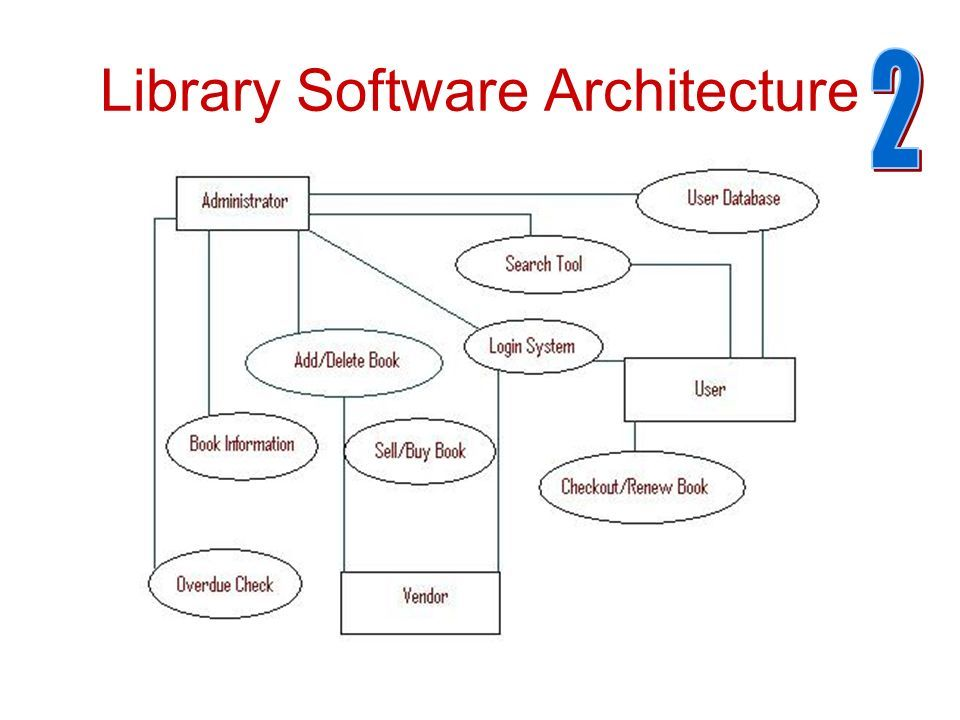 Library Software Architecture 2
Administrator
User Database
Search Tool
Login System
Add/Delete Book
User
Book Information
Sell/Buy Book
Checkout/Renew Book
Overdue Check
Vendor